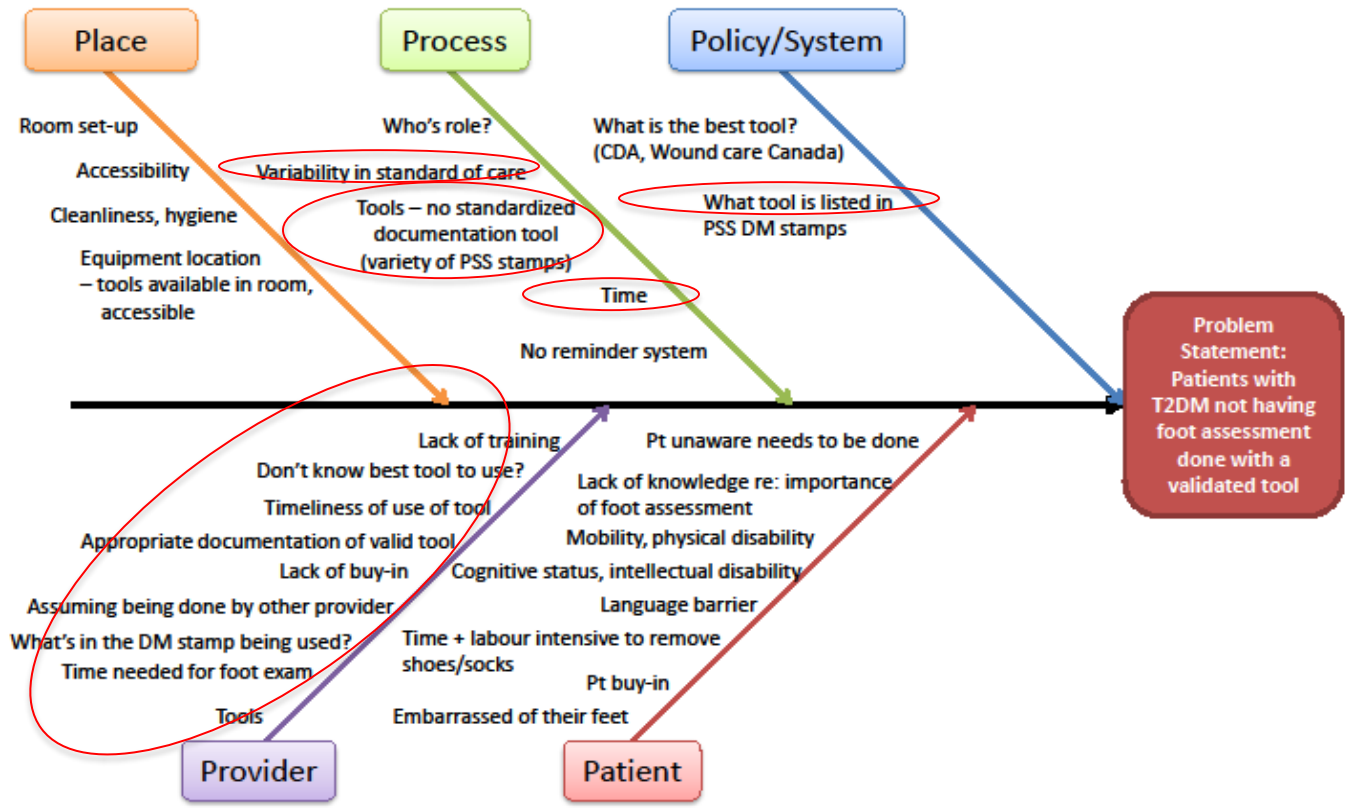 Place
Process
Policy/System
Room set-up
Accessibility
Cleanliness, hygiene
Equipment location
– tools available in room,
accessible
Who's role?
Variability in standard of care
Tools – no standardized
documentation tool
(variety of PSS stamps)
Time
No reminder system
What is the best tool?
(CDA, Wound care Canada)
What tool is listed in
PSS DM stamps
Problem
Statement:
Patients with
T2DM not having
foot assessment
done with a
validated tool
Lack of training
Don't know best tool to use?
Timeliness of use of tool
Appropriate documentation of valid tool
Lack of buy-in
Assuming being done by other provider
What's in the DM stamp being used?
Time needed for foot exam
Tools
Provider
Pt unaware needs to be done
Lack of knowledge re: importance
of foot assessment
Mobility, physical disability
Cognitive status, intellectual disability
Language barrier
Time + labour intensive to remove
shoes/socks
Pt buy-in
Embarrassed of their feet
Patient